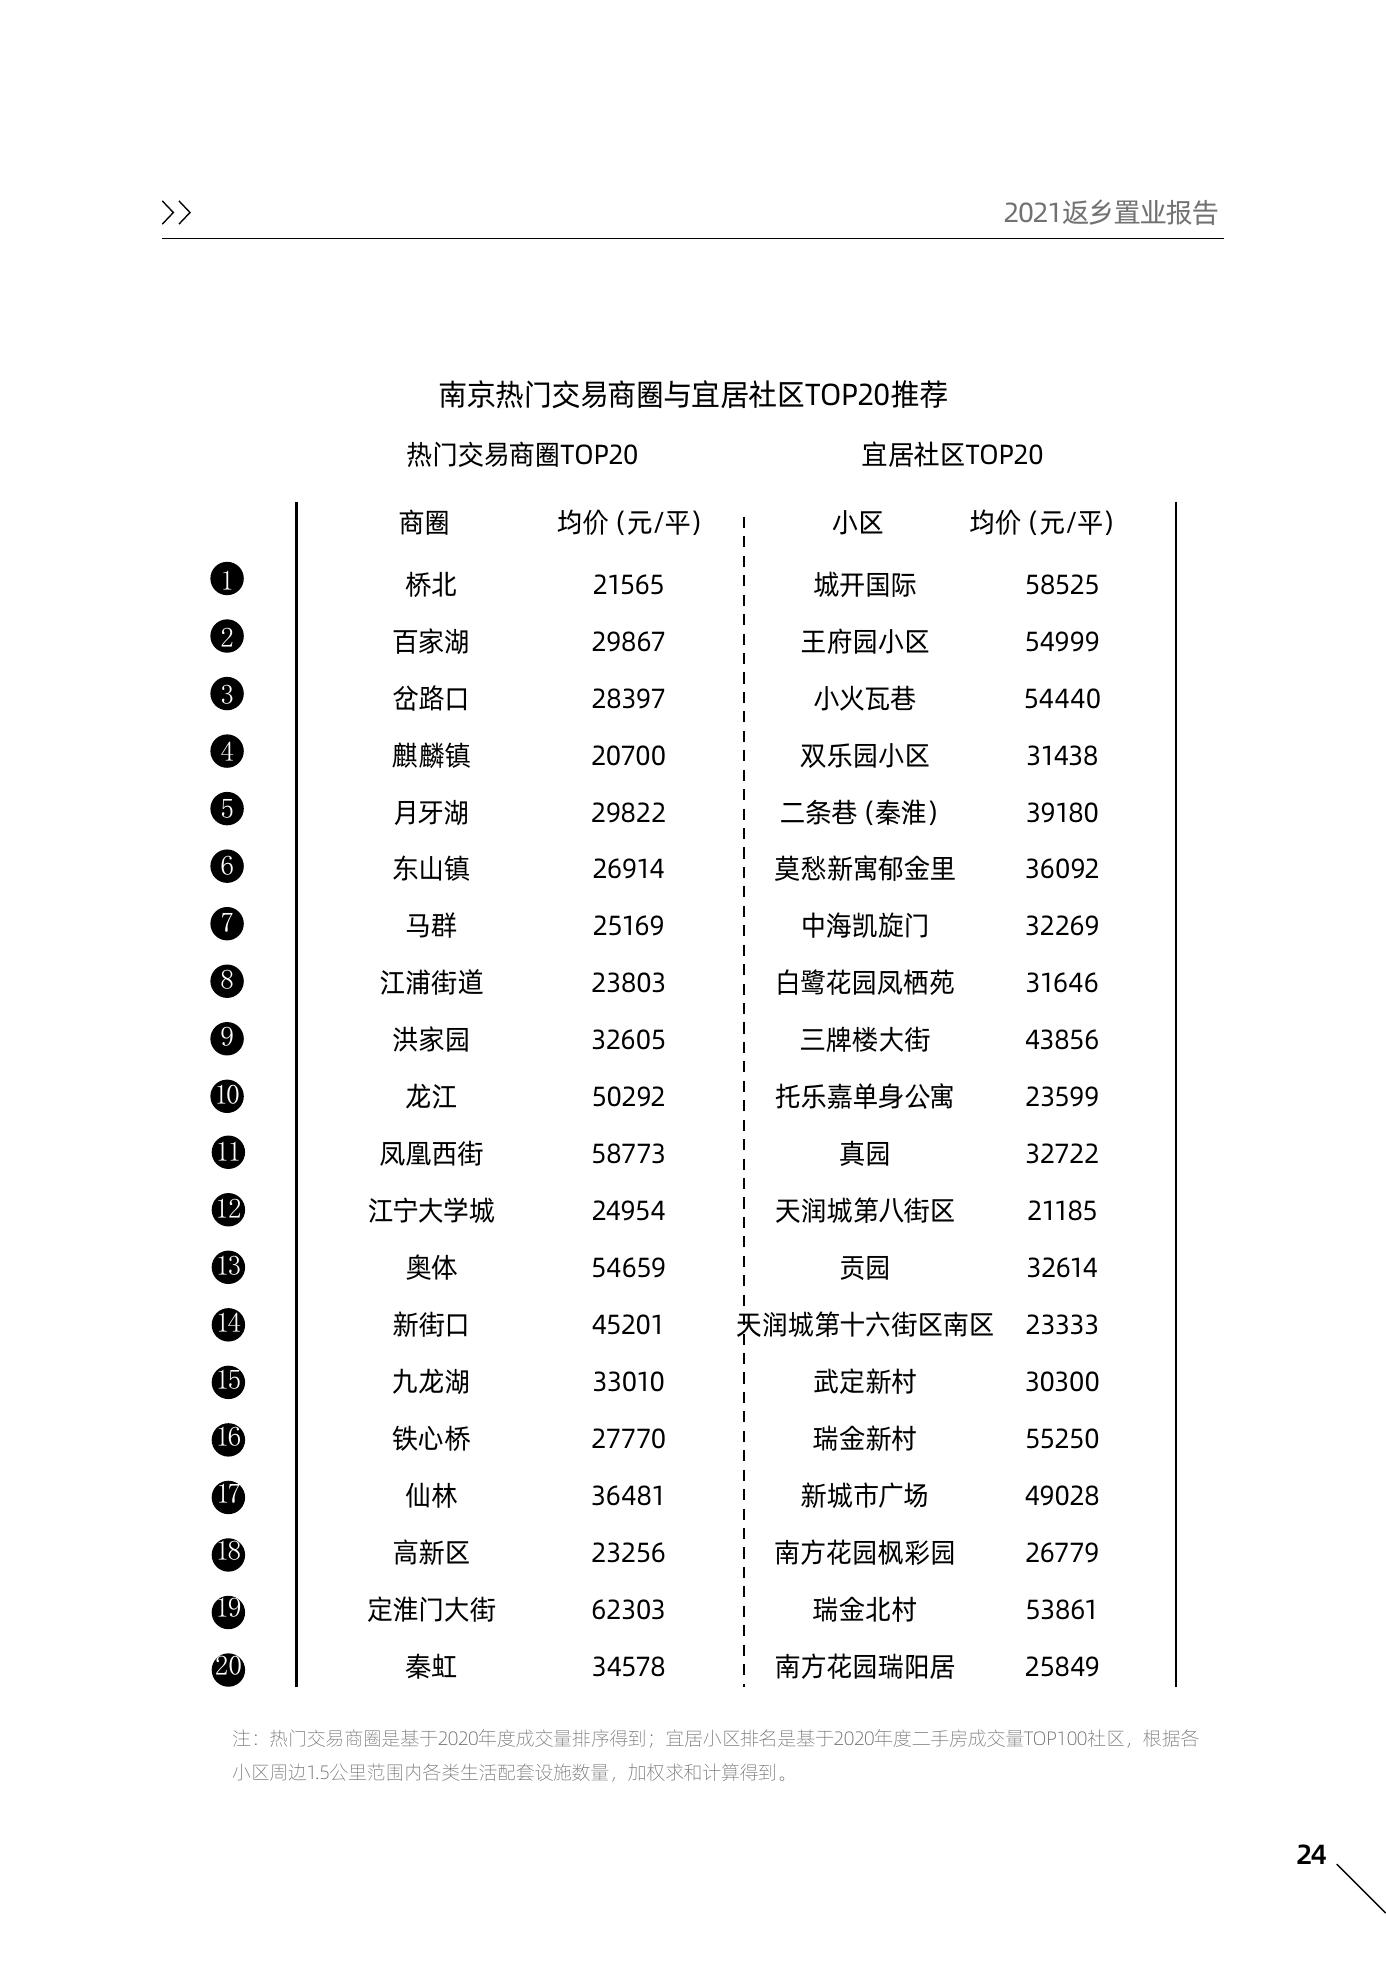 2021返乡置业报告
南京热门交易商圈与宜居社区TOP20推荐
热门交易商圈TOP20 宜居社区TOP20
商圈 均价 (元/平) 小区 均价 (元/平)
1 桥北 21565 城开国际 58525
2 百家湖 29867 王府园小区 54999
3 岔路口 28397 小火瓦巷 54440
4 麒麟镇 20700 双乐园小区 31438
5 月牙湖 29822 二条巷 (秦淮) 39180
6 东山镇 26914 莫愁新寓郁金里 36092
7 马群 25169 中海凯旋门 32269
8 江浦街道 23803 白鹭花园凤栖苑 31646
9 洪家园 32605 三牌楼大街 43856
10 龙江 50292 托乐嘉单身公寓 23599
11 凤凰西街 58773 真园 32722
12 江宁大学城 24954 天润城第八街区 21185
13 奥体 54659 贡园 32614
14 新街口 45201 天润城第十六街区南区 23333
15 九龙湖 33010 武定新村 30300
16 铁心桥 27770 瑞金新村 55250
17 仙林 36481 新城市广场 49028
18 高新区 23256 南方花园枫彩园 26779
19 定淮门大街 62303 瑞金北村 53861
20 秦虹 34578 南方花园瑞阳居 25849
注：热门交易商圈是基于2020年度成交量排序得到；宜居小区排名是基于2020年度二手房成交量TOP100社区，根据各
小区周边1.5公里范围内各类生活配套设施数量，加权求和计算得到。
24